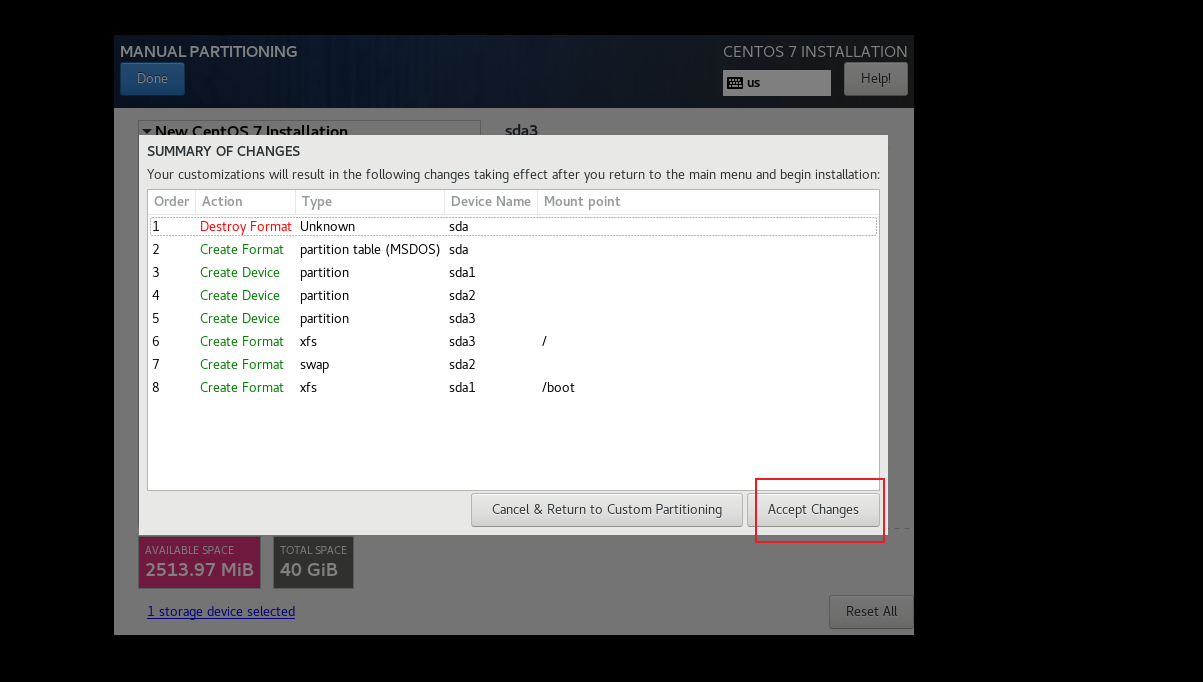 MANUAL PARTITIONING
CENTOS 7 INSTALLATION
Done
us
Help!
New CentOS 7 Installation
sda3
SUMMARY OF CHANGES
Your customizations will result in the following changes taking effect after you return to the main menu and begin installation:
Order Action Type Device Name Mount point
1 Destroy Format Unknown sda
2 Create Format partition table (MSDOS) sda
3 Create Device partition sda1
4 Create Device partition sda2
5 Create Device partition sda3
6 Create Format xfs sda3 /
7 Create Format swap sda2
8 Create Format xfs sda1 /boot
Cancel & Return to Custom Partitioning Accept Changes
AVAILABLE SPACE
2513.97 MiB
TOTAL SPACE
40 GiB
1 storage device selected
Reset All